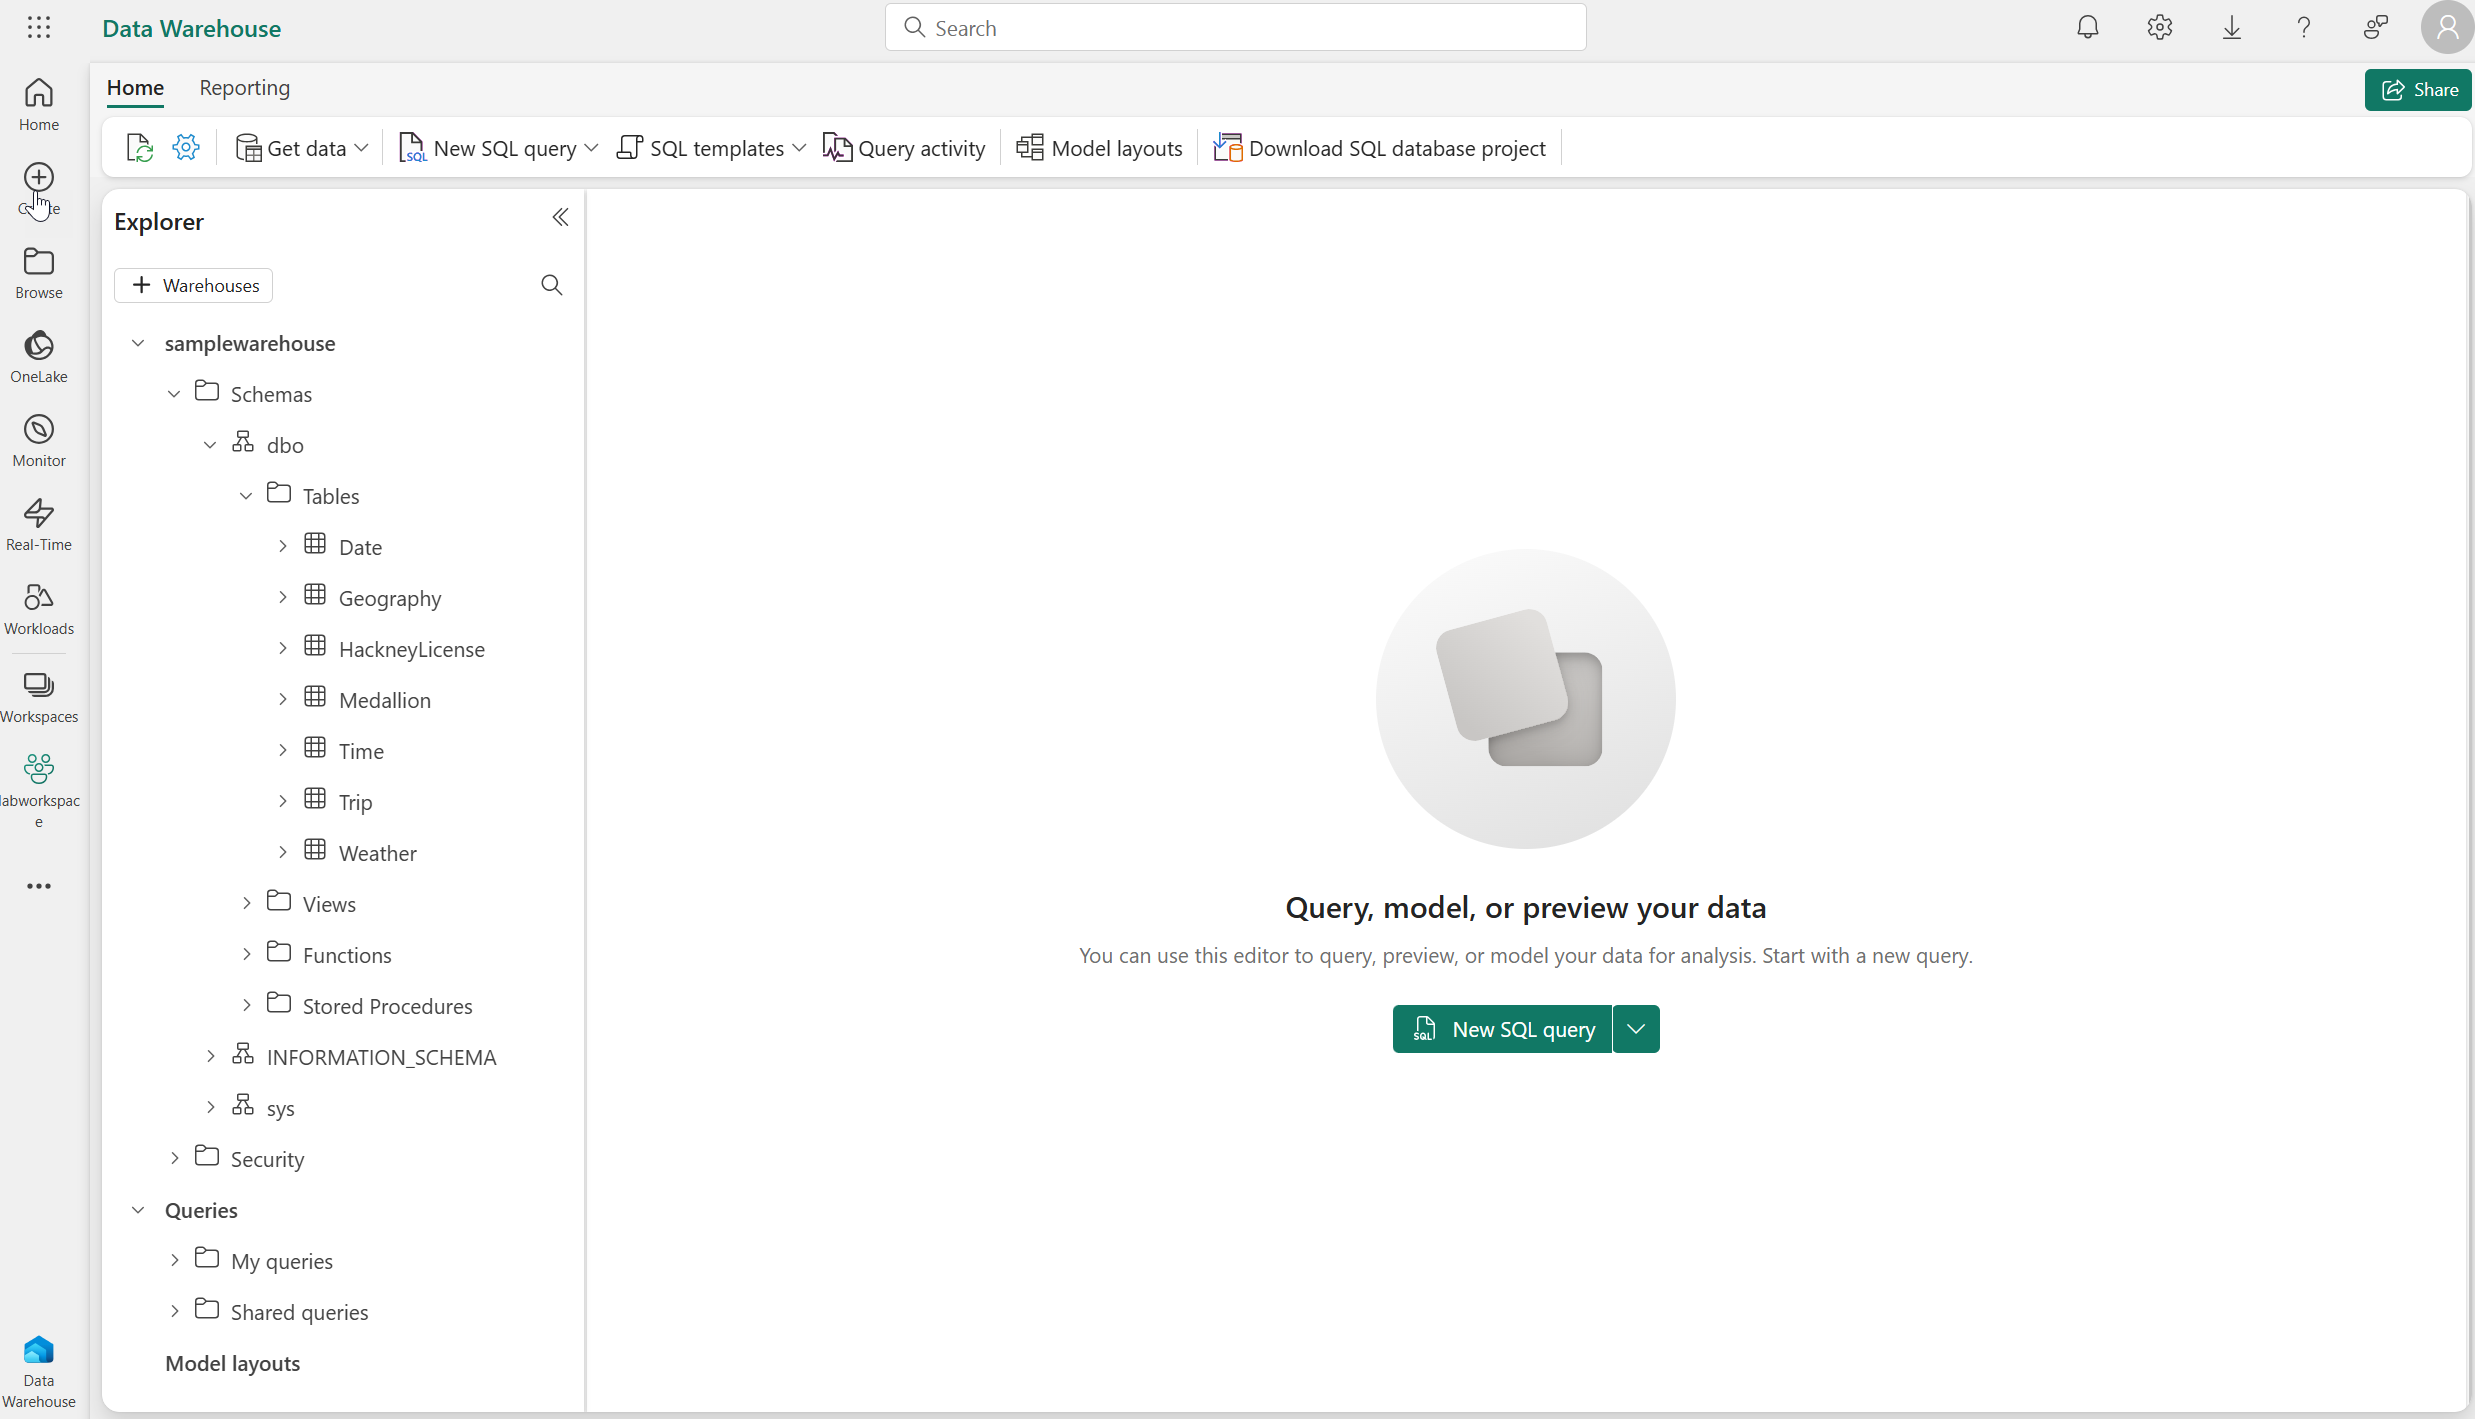 Data Warehouse
Search
Home
Reporting
Share
Get data
New SQL query
SQL templates
Query activity
Model layouts
Download SQL database project
Home
Browse
OneLake
Monitor
Real-Time
Workloads
Workspaces
labworkspac
e
Data
Warehouse
Explorer
Warehouses
samplewarehouse
Schemas
dbo
Tables
Date
Geography
HackneyLicense
Medallion
Time
Trip
Weather
Views
Functions
Stored Procedures
INFORMATION_SCHEMA
sys
Security
Queries
My queries
Shared queries
Model layouts
Query, model, or preview your data
You can use this editor to query, preview, or model your data for analysis. Start with a new query.
New SQL query